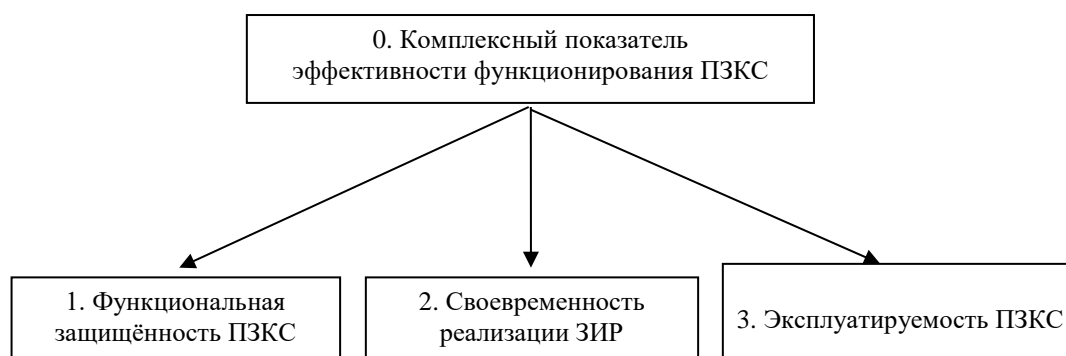 0. Комплексный показатель
эффективности функционирования ПЗКС
1. Функциональная
защищённость ПЗКС
2. Своевременность
реализации ЗИР
3. Эксплуатируемость ПЗКС